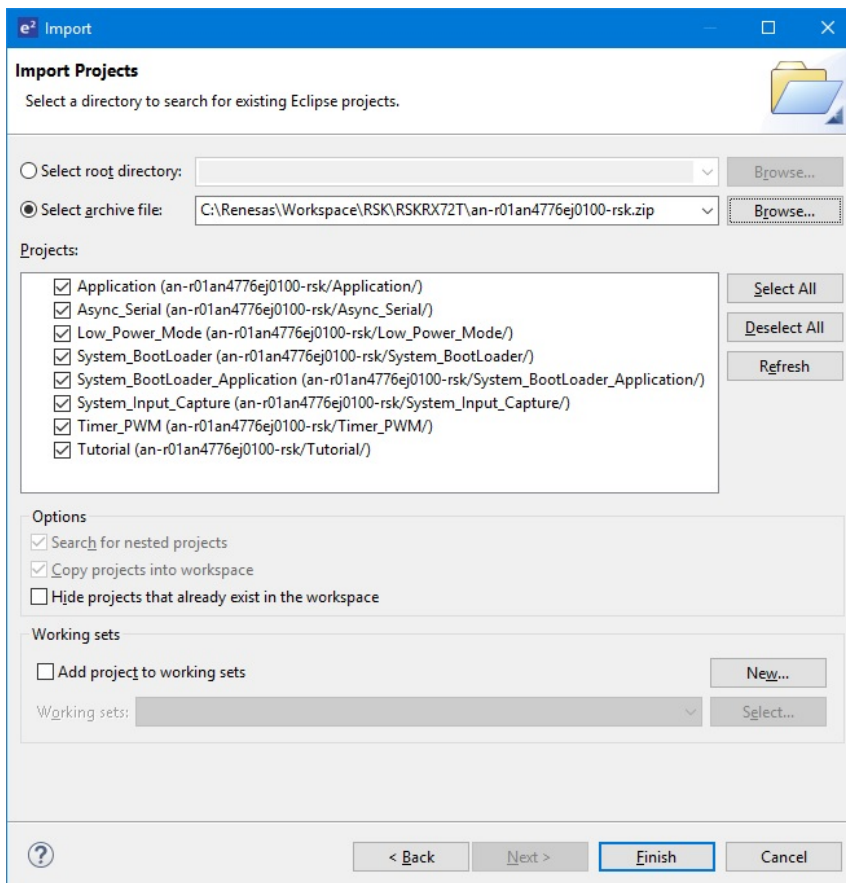 e² Import
Import Projects
Select a directory to search for existing Eclipse projects.
Select root directory:
Browse...
Select archive file:
C:\Renesas\Workspace\RSK\RSKRX72T\an-r01an4776ej0100-rsk.zip
Browse...
Projects:
Application (an-r01an4776ej0100-rsk/Application/)
Async_Serial (an-r01an4776ej0100-rsk/Async_Serial/)
Low_Power_Mode (an-r01an4776ej0100-rsk/Low_Power_Mode/)
System_BootLoader (an-r01an4776ej0100-rsk/System_BootLoader/)
System_BootLoader_Application (an-r01an4776ej0100-rsk/System_BootLoader_Application/)
System_Input_Capture (an-r01an4776ej0100-rsk/System_Input_Capture/)
Timer_PWM (an-r01an4776ej0100-rsk/Timer_PWM/)
Tutorial (an-r01an4776ej0100-rsk/Tutorial/)
Select All
Deselect All
Refresh
Options
Search for nested projects
Copy projects into workspace
Hide projects that already exist in the workspace
Working sets
Add project to working sets
New...
Working sets:
Select...
?
< Back
Next >
Finish
Cancel